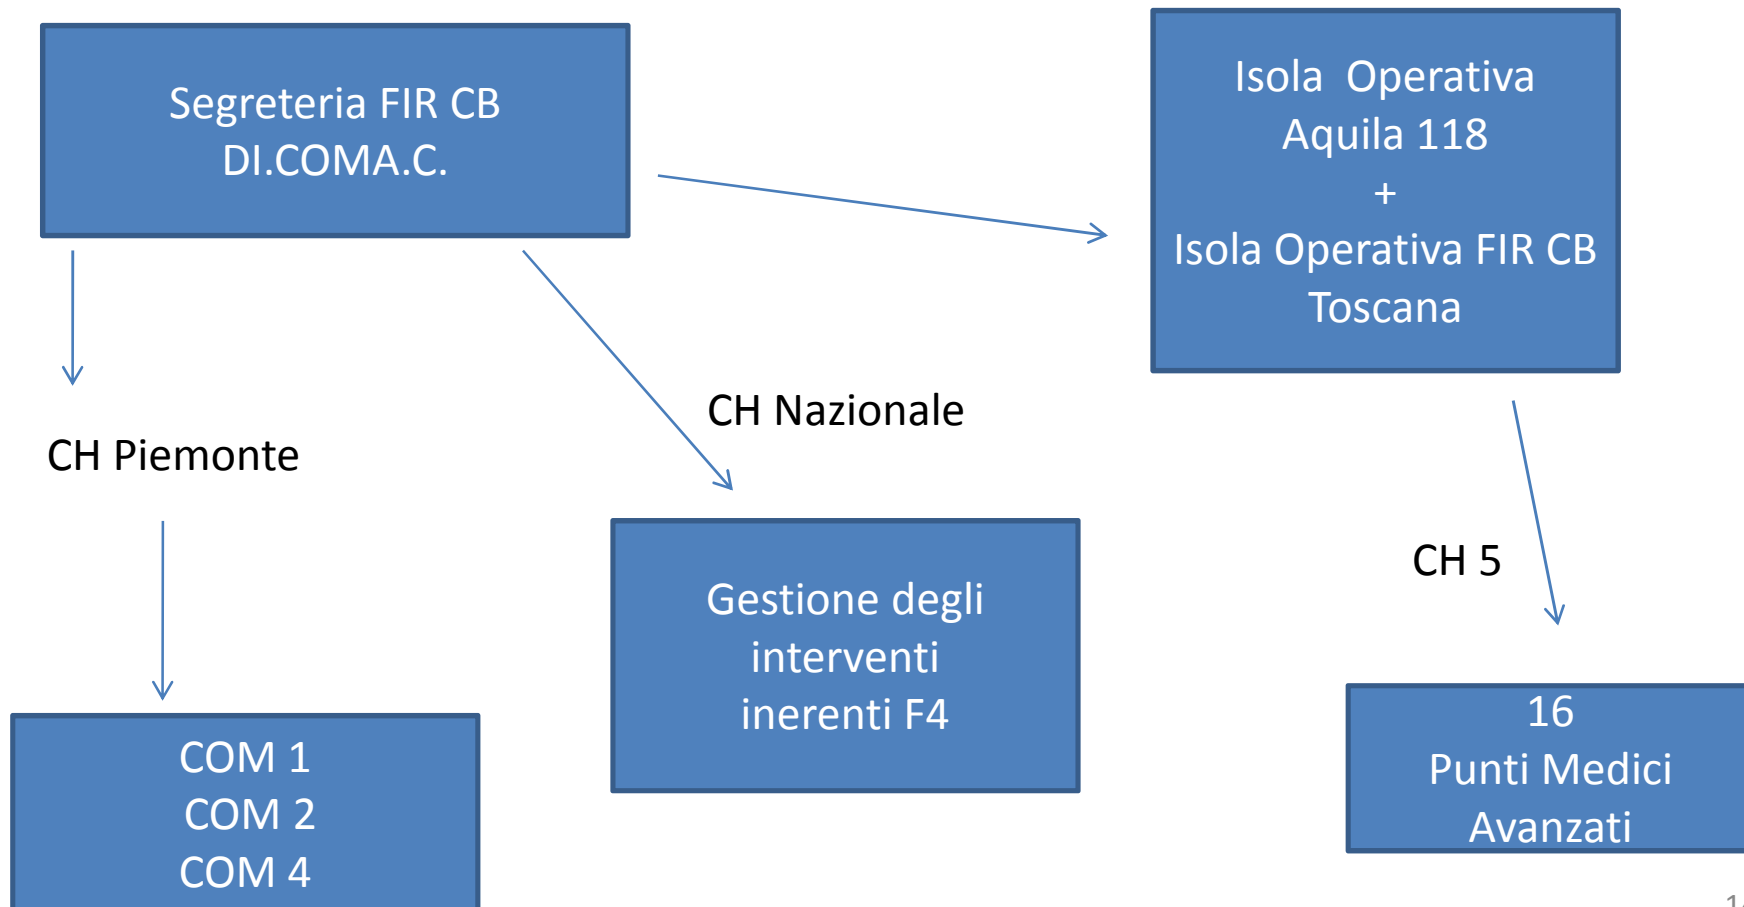 Segreteria FIR CB
DI.COMA.C.
Isola Operativa
Aquila 118
+
Isola Operativa FIR CB
Toscana
CH Piemonte
CH Nazionale
CH 5
Gestione degli
interventi
inerenti F4
COM 1
COM 2
COM 4
16
Punti Medici
Avanzati